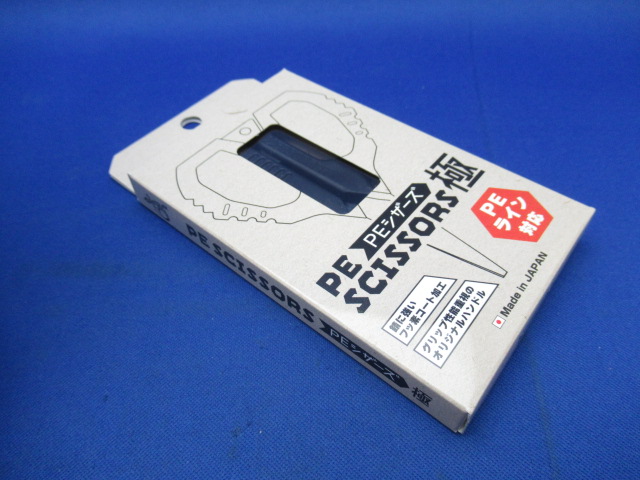 PE
PEシザーズ
SCISSORS極
PE
ライン
対応
錆に強い
フッ素コート加工
グリップ性能重視の
オリジナルハンドル
Made in JAPAN
PE SCISSORS PEシザーズ 極